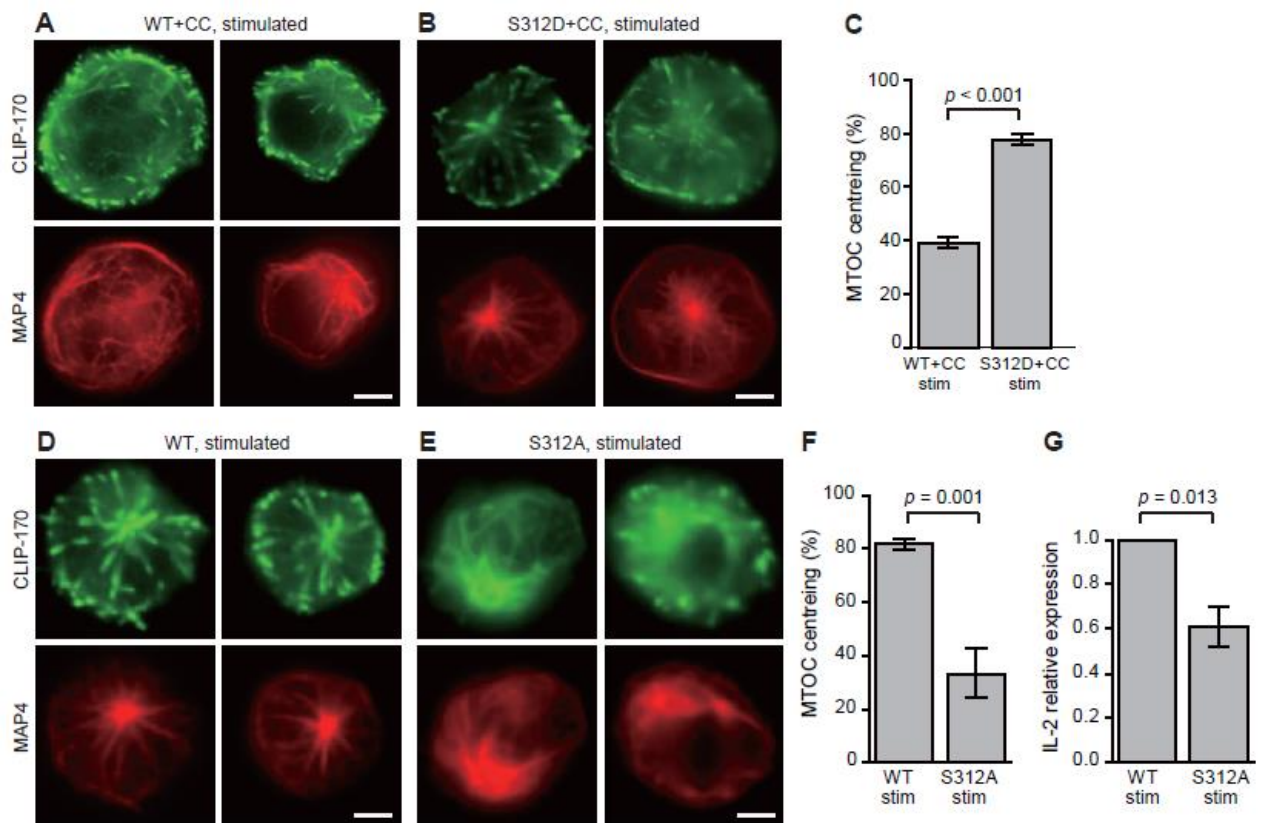 A
WT+CC, stimulated
B
S312D+CC, stimulated
C
CLIP-170
MAP4
MTOC centreing (%)
100
80
60
40
20
0
p < 0.001
WT+CC
stim
S312D+CC
stim
D
WT, stimulated
E
S312A, stimulated
F
G
CLIP-170
MAP4
MTOC centreing (%)
100
80
60
40
20
0
p = 0.001
WT
stim
S312A
stim
IL-2 relative expression
1.0
0.8
0.6
0.4
0.2
0.0
p = 0.013
WT
stim
S312A
stim